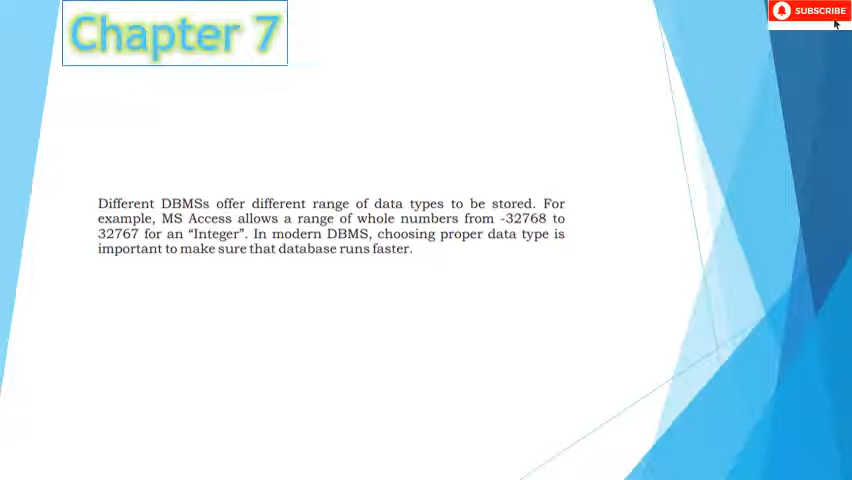 Chapter 7
SUBSCRIBE
Different DBMSs offer different range of data types to be stored. For
example, MS Access allows a range of whole numbers from -32768 to
32767 for an “Integer”. In modern DBMS, choosing proper data type is
important to make sure that database runs faster.